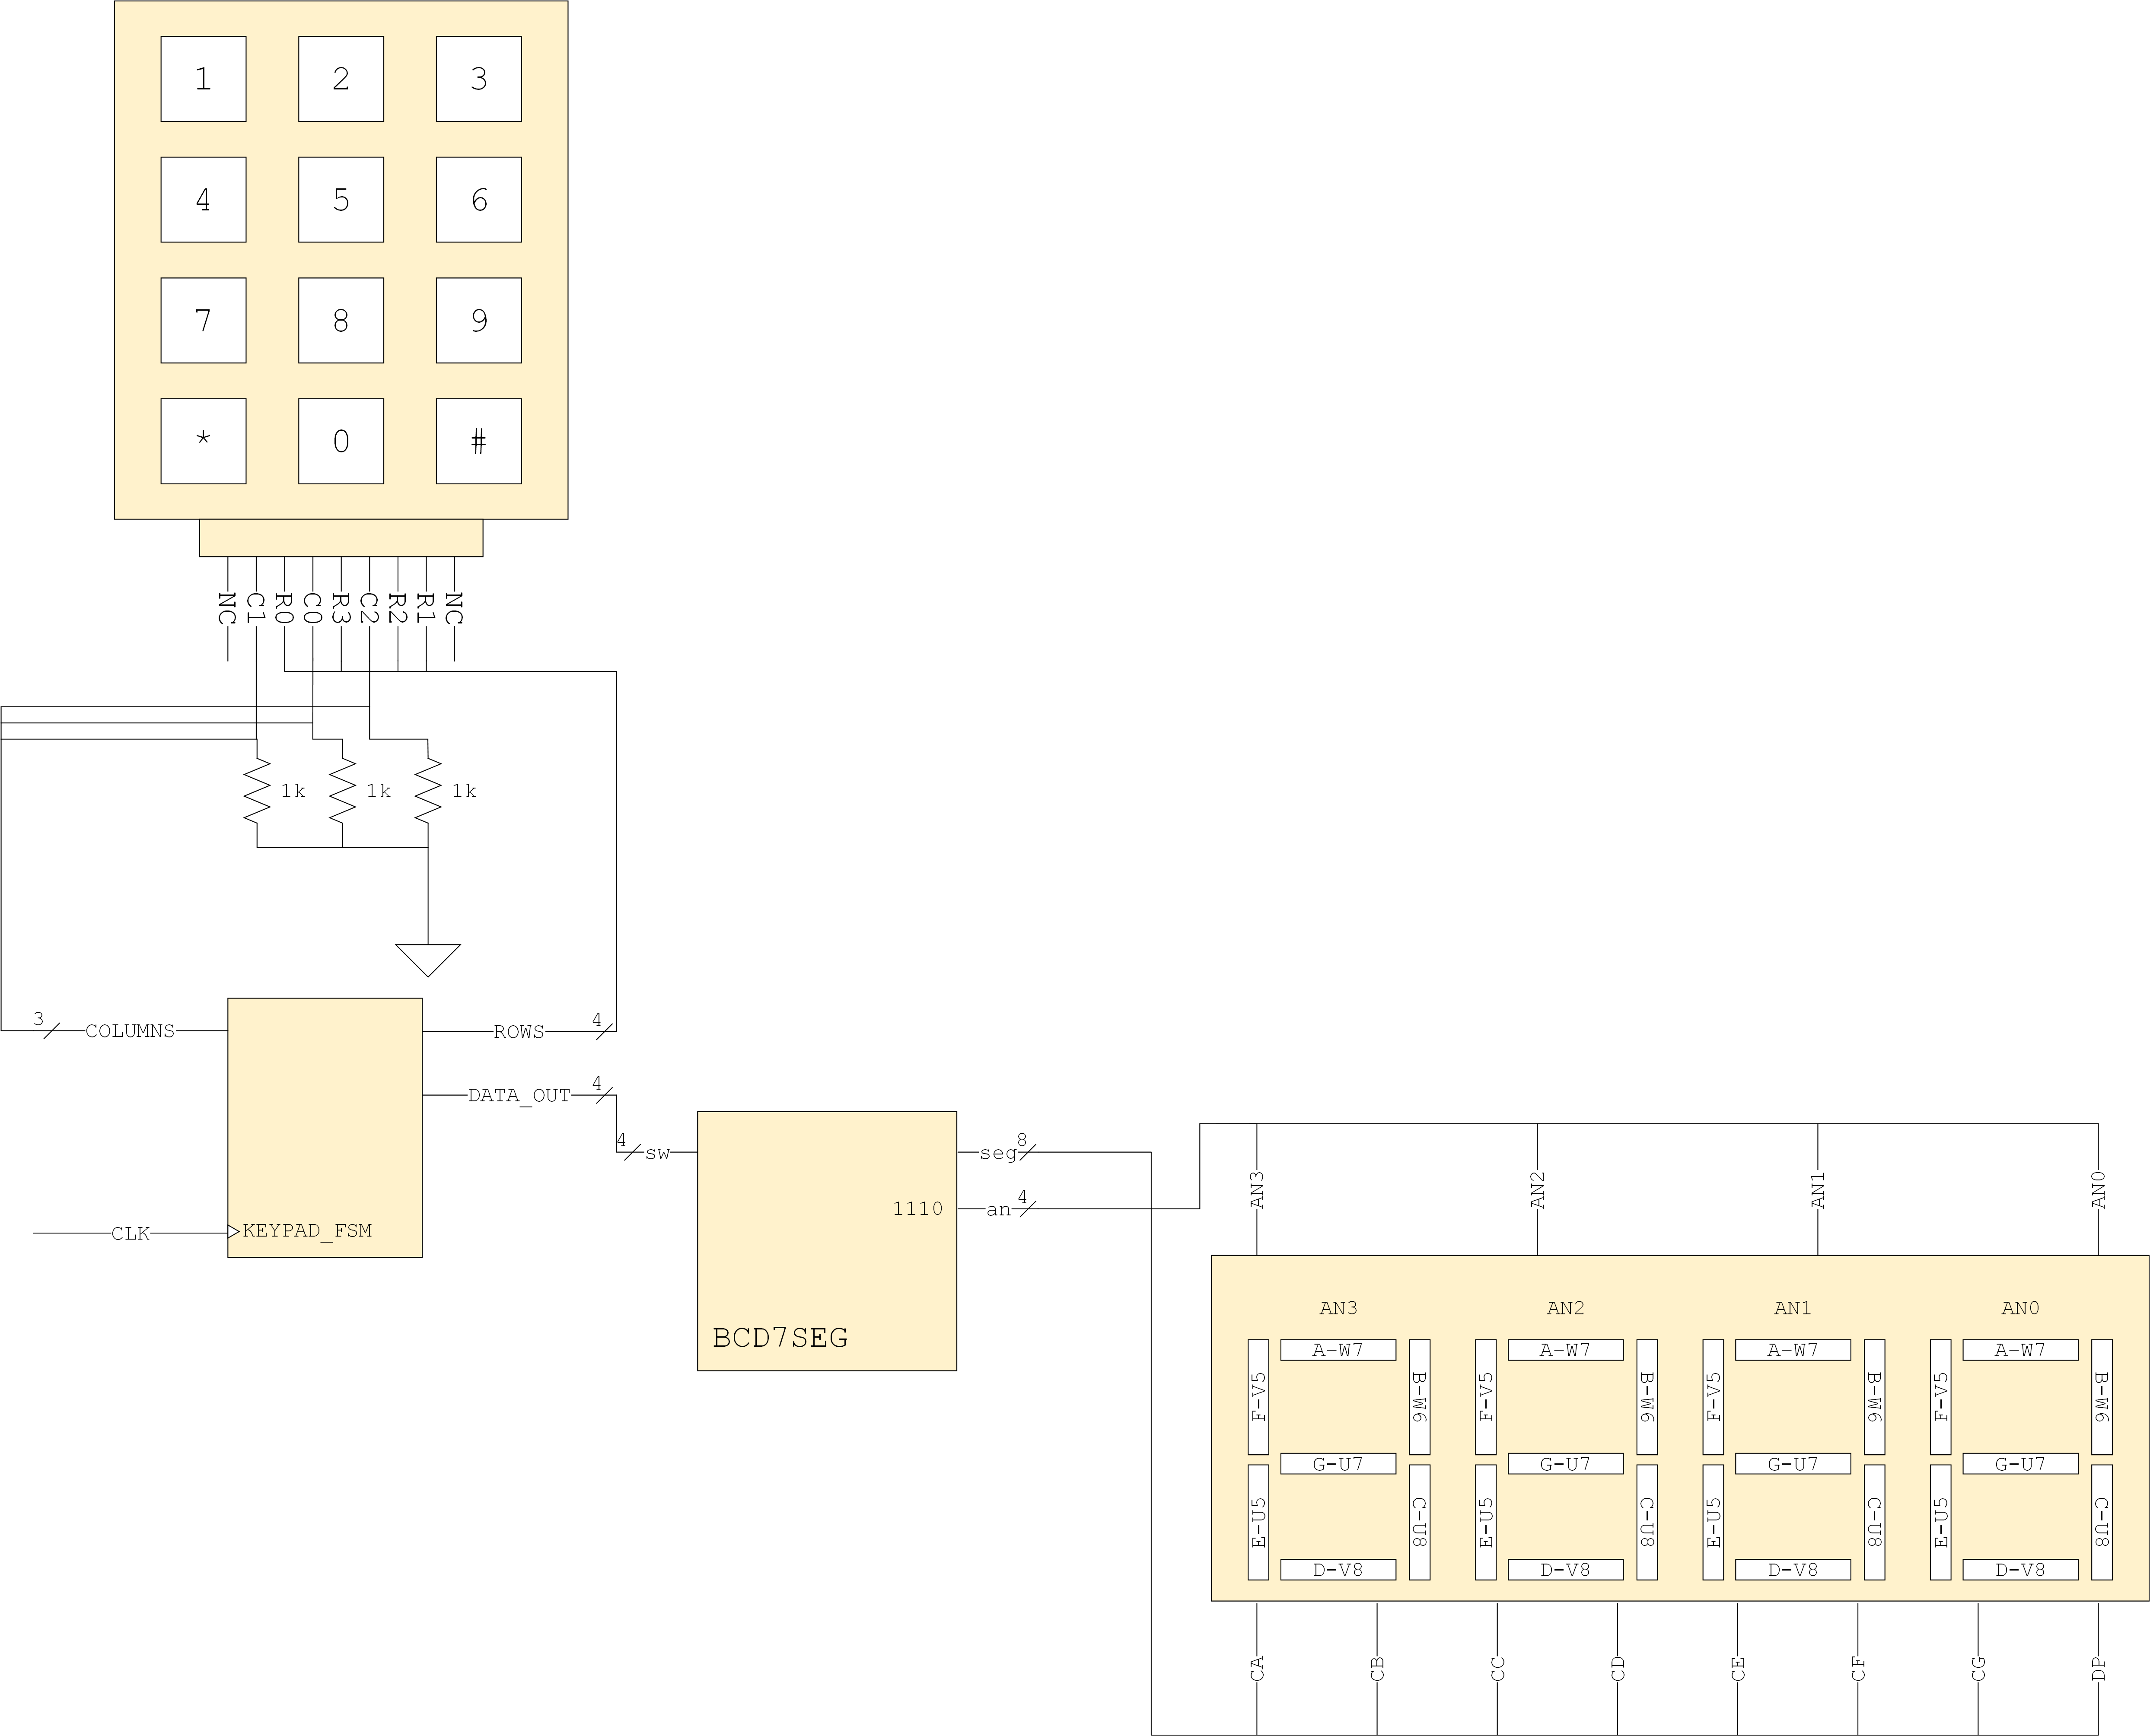 1 2 3
4 5 6
7 8 9
* 0 #
NC C1 R0 C0 R3 C2 R2 R1 NC
1k 1k 1k
3 COLUMNS
ROWS 4
DATA_OUT 4
4 sw
seg 8
1110 an 4
CLK
KEYPAD_FSM
BCD7SEG
AN3 AN2 AN1 AN0
AN3 AN2 AN1 AN0
A-W7 A-W7 A-W7 A-W7
F-V5 B-W6 F-V5 B-W6 F-V5 B-W6 F-V5 B-W6
G-U7 G-U7 G-U7 G-U7
E-U5 C-U8 E-U5 C-U8 E-U5 C-U8 E-U5 C-U8
D-V8 D-V8 D-V8 D-V8
CA CB CC CD CE CF CG DP